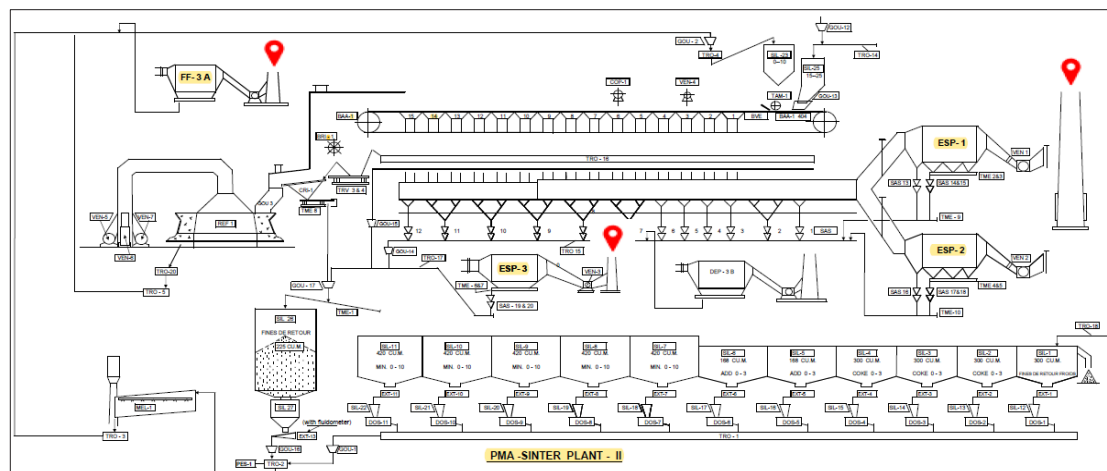 GOU-12
GOU - 2
TRO-4
SIL-23
0--10
TRO-14
SIL-25
15--25
FF- 3 A
COP-1
VEN-4
TAM-1
GOU-13
BAA-1
15
14
13
12
11
10
9
8
7
6
5
4
3
2
1
BVE
BAA-1 404
BRI-1
ESP- 1
VEN 1
TRO - 18
CRI-1
TRV 3 & 4
TME 8
GOU 3
TME 2&3
SAS 13
SAS 14&15
VEN-5
VEN-7
REF 1
VEN-6
GOU-15
12
11
10
9
7
6
5
4
3
2
1
SAS
TME - 9
TRO 15
GOU-14
TRO-17
ESP- 2
VEN 2
TRO-20
TRO - 5
ESP- 3
VEN-3
DEP - 3 B
GOU - 17
TME - 6&7
TME 4&5
SAS 16
SAS 17&18
SAS - 19 & 20
TME-1
TME-10
SIL 26
FINES DE RETOUR
225 CU.M.
TRO-18
SIL-11
420 CU.M.
MIN. 0 - 10
SIL-10
420 CU.M.
MIN. 0 - 10
SIL-9
420 CU.M.
MIN. 0 - 10
SIL-8
420 CU.M.
MIN. 0 - 10
SIL-7
420 CU.M.
MIN. 0 - 10
SIL-6
168 CU.M.
ADD 0 - 3
SIL-5
168 CU.M.
ADD 0 - 3
SIL-4
300 CU.M.
COKE 0 - 3
SIL-3
300 CU.M.
COKE 0 - 3
SIL-2
300 CU.M.
COKE 0 - 3
SIL-1
300 CU.M.
FINES DE RETOUR FROIDS
EXT-11
EXT-10
EXT-9
EXT-8
EXT-7
EXT-6
EXT-5
EXT-4
EXT-3
EXT-2
EXT-1
MEL-1
SIL 27
SIL-22
SIL-21
SIL-20
SIL-19
SIL-18
SIL-17
SIL-16
SIL-15
SIL-14
SIL-13
SIL-12
(with fluidometer)
DOS-11
DOS-10
DOS-9
DOS-8
DOS-7
DOS-6
DOS-5
DOS-4
DOS-3
DOS-2
DOS-1
TRO - 3
EXT-13
TRO - 1
GOU-16
GOU-1
PES-1
TRO-2
PMA -SINTER PLANT - II